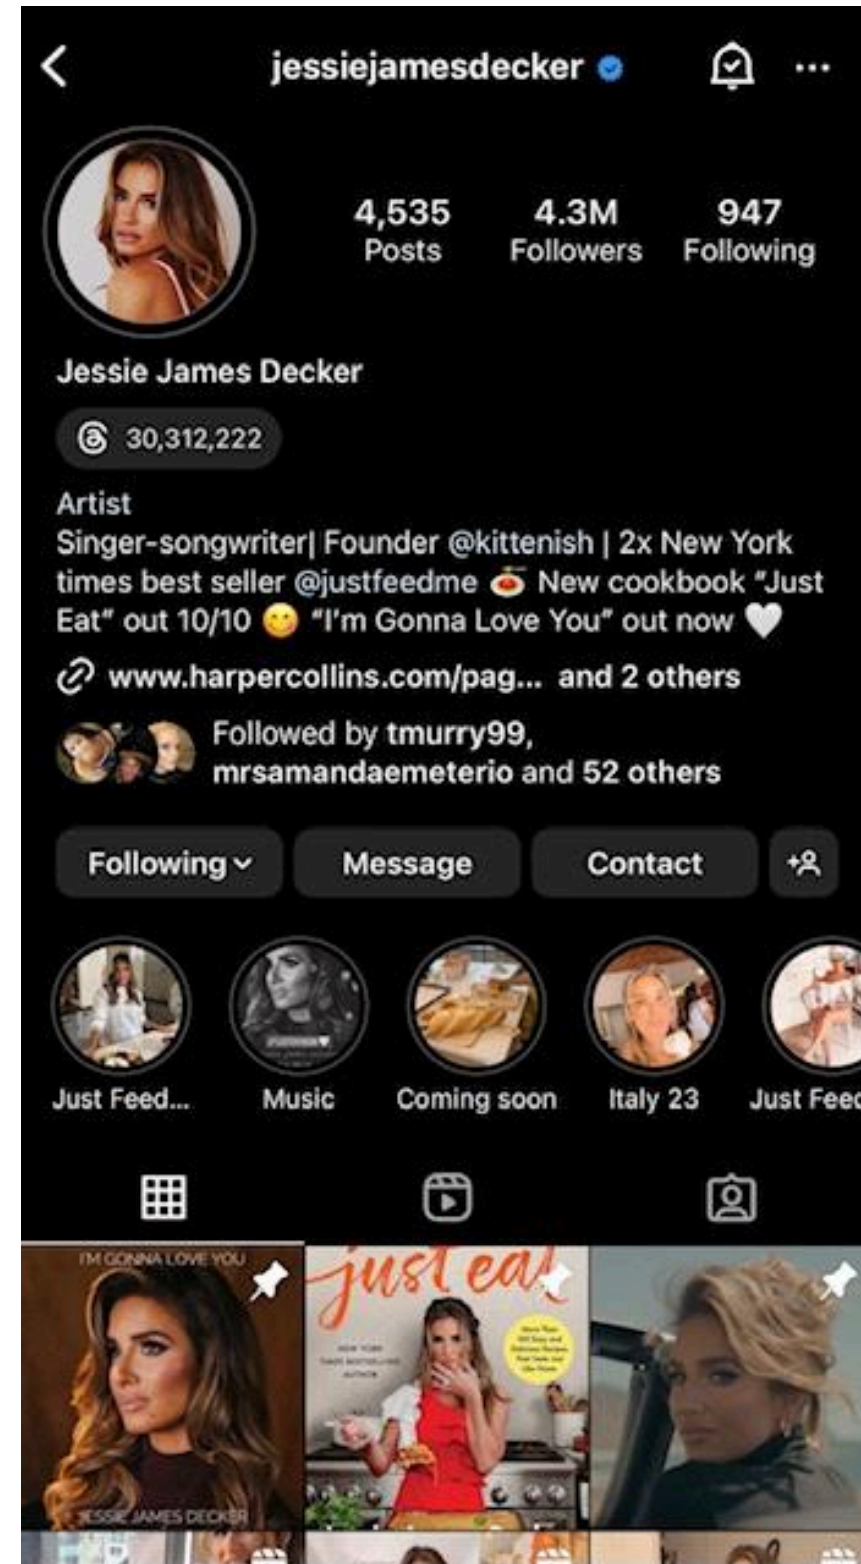 jessiejamesdecker
4,535
Posts
4.3M
Followers
947
Following
Jessie James Decker
30,312,222
Artist
Singer-songwriter| Founder @kittenish | 2x New York
times best seller @justfeedme 🍝 New cookbook “Just
Eat” out 10/10 😋 “I’m Gonna Love You” out now 🤍
www.harpercollins.com/pag... and 2 others
Followed by tmurry99,
mrsamandaemeterio and 52 others
Following
Message
Contact
Just Feed...
Music
Coming soon
Italy 23
Just Feed
I'M GONNA LOVE YOU
JESSIE JAMES DECKER
just eat
NEW YORK
TIMES BESTSELLING
AUTHOR